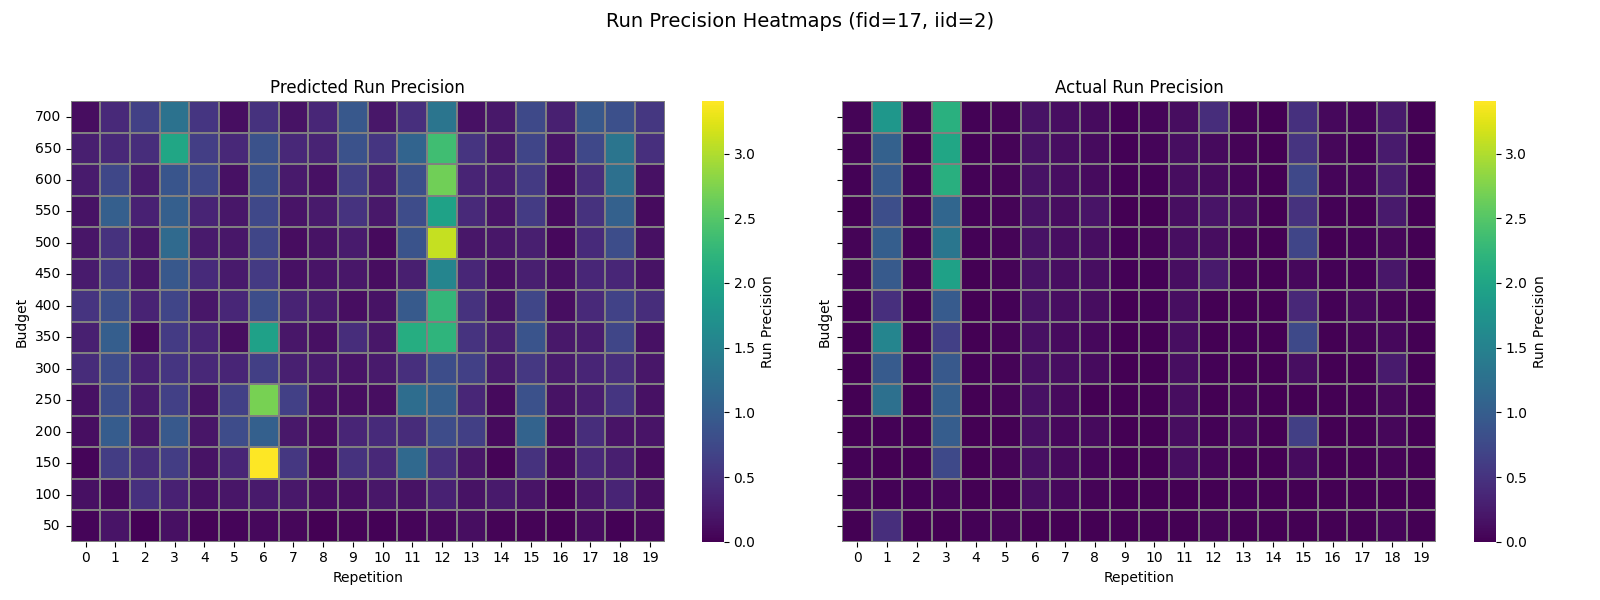 Run Precision Heatmaps (fid=17, iid=2)
Predicted Run Precision
700
650
600
550
500
450
400
350
300
250
200
150
100
50
Budget
0 1 2 3 4 5 6 7 8 9 10 11 12 13 14 15 16 17 18 19
Repetition
3.0
2.5
2.0
1.5
1.0
0.5
0.0
Run Precision
Actual Run Precision
Budget
0 1 2 3 4 5 6 7 8 9 10 11 12 13 14 15 16 17 18 19
Repetition
3.0
2.5
2.0
1.5
1.0
0.5
0.0
Run Precision